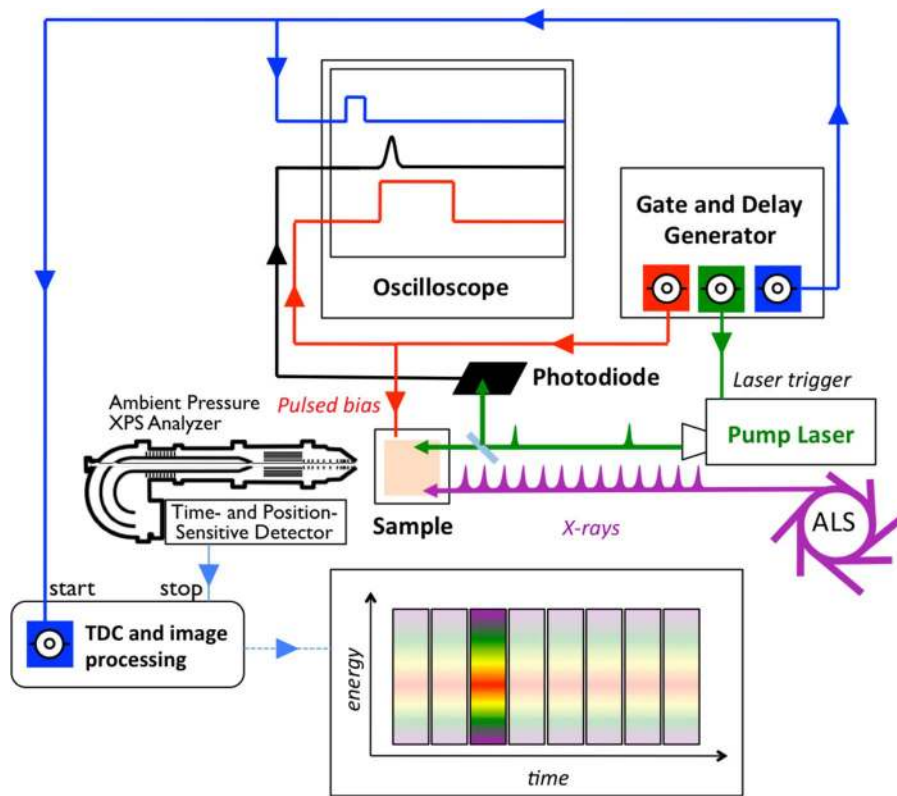 Gate and Delay
Generator
Oscilloscope
Photodiode
Laser trigger
Ambient Pressure
XPS Analyzer
Pulsed bias
Pump Laser
Time- and Position-
Sensitive Detector
Sample
X-rays
ALS
start
stop
TDC and image
processing
energy
time